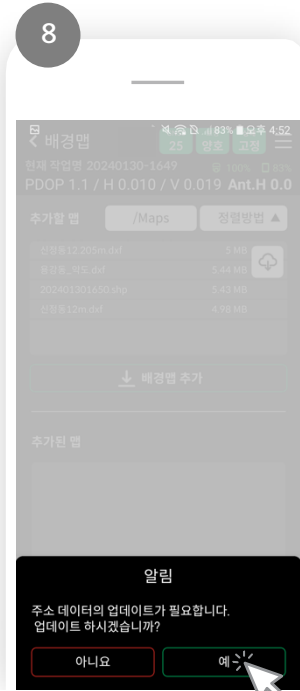 8
83% 오후 4:52
배경맵
25 양호 고정
현재 작업명 20240130-1649 100% 83%
PDOP 1.1 / H 0.010 / V 0.019 Ant.H 0.0
추가할 맵 /Maps 정렬방법 ▲
5 MB
5.44 MB
202401301650.shp 5.43 MB
4.98 MB
배경맵 추가
추가된 맵
알림
주소 데이터의 업데이트가 필요합니다.
업데이트 하시겠습니까?
아니요 예